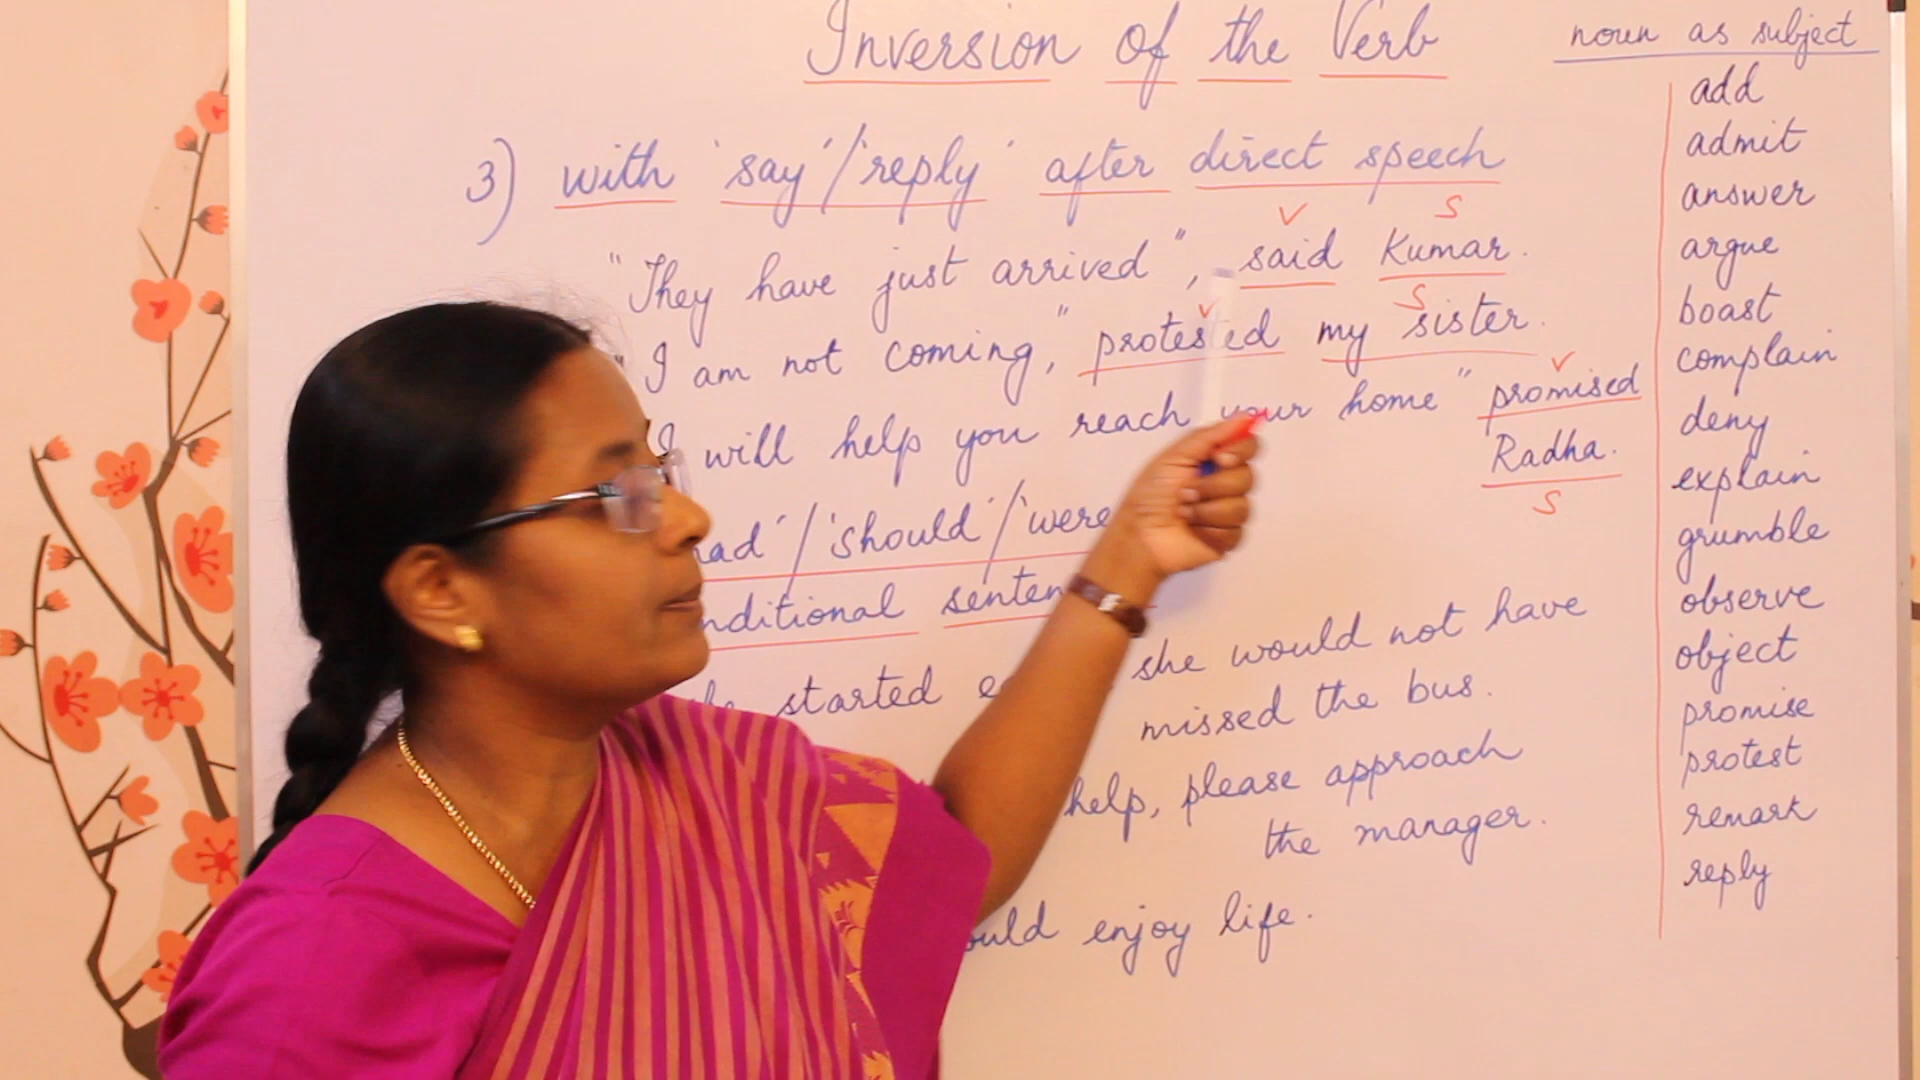 Inversion of the Verb
3) with 'say'/'reply' after direct speech
V S
"They have just arrived", said Kumar.
V S
"I am not coming," protested my sister.
V
I will help you reach your home" promised
Radha.
S
'should'/'were
started
she would not have
missed the bus.
help, please approach
the manager.
enjoy life.
noun as subject
add
admit
answer
argue
boast
complain
deny
explain
grumble
observe
object
promise
protest
remark
reply